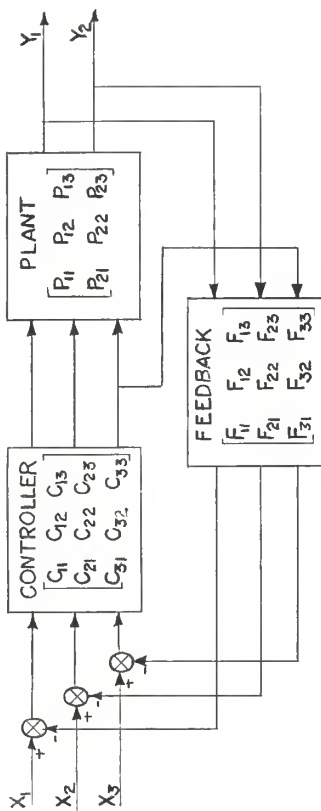 X₁
X₂
X₃
+
-
+
-
+
-
CONTROLLER
C₁₁ C₁₂ C₁₃
C₂₁ C₂₂ C₂₃
C₃₁ C₃₂ C₃₃
PLANT
P₁₁ P₁₂ P₁₃
P₂₁ P₂₂ P₂₃
Y₁
Y₂
FEEDBACK
F₁₁ F₁₂ F₁₃
F₂₁ F₂₂ F₂₃
F₃₁ F₃₂ F₃₃